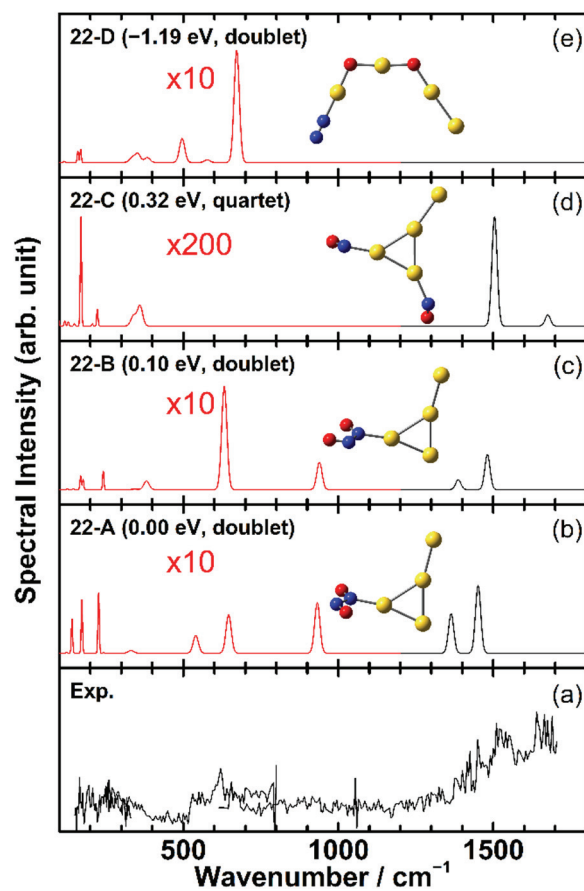 22-D (−1.19 eV, doublet) (e)
x10
22-C (0.32 eV, quartet) (d)
x200
22-B (0.10 eV, doublet) (c)
x10
22-A (0.00 eV, doublet) (b)
x10
Exp. (a)
Spectral Intensity (arb. unit)
500 1000 1500
Wavenumber / cm⁻¹